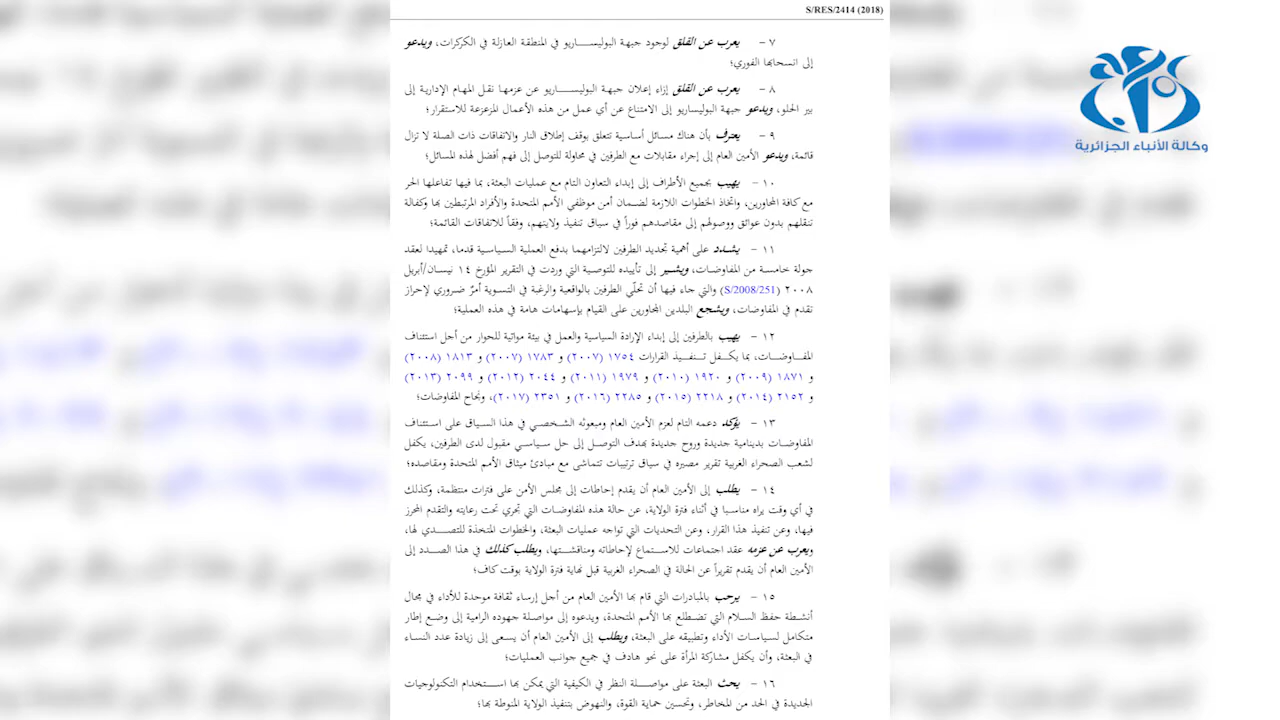 S/RES/2414 (2018)
٧ - يعرب عن القلق لوجود جبهة البوليساريو في المنطقة العازلة في الكركرات، ويدعو
إلى انسحابها الفوري؛
٨ - يعرب عن القلق إزاء إعلان جبهة البوليساريو عن عزمها نقل المهام الإدارية إلى
بير الحلو، ويدعو جبهة البوليساريو إلى الامتناع عن أي عمل من هذه الأعمال المزعزعة للاستقرار؛
٩ - يعترف بأن هناك مسائل أساسية تتعلق بوقف إطلاق النار والاتفاقات ذات الصلة لا تزال
قائمة، ويدعو الأمين العام إلى إجراء مقابلات مع الطرفين في محاولة للتوصل إلى فهم أفضل لهذه المسائل؛
١٠ - يهيب بجميع الأطراف إلى إبداء التعاون التام مع عمليات البعثة، بما فيها تفاعلها الحر
مع كافة المحاورين، واتخاذ الخطوات اللازمة لضمان أمن موظفي الأمم المتحدة والأفراد المرتبطين بها وكفالة
تنقلهم بدون عوائق ووصولهم إلى مقاصدهم فوراً في سياق تنفيذ ولايتهم، وفقاً للاتفاقات القائمة؛
١١ - يشدد على أهمية تجديد الطرفين لالتزامهما بدفع العملية السياسية قدما، تمهيدا لعقد
جولة خامسة من المفاوضات، ويشير إلى تأييده للتوصية التي وردت في التقرير المؤرخ ١٤ نيسان/أبريل
٢٠٠٨ (S/2008/251) والتي جاء فيها أن تحلّي الطرفين بالواقعية والرغبة في التسوية أمرٌ ضروري لإحراز
تقدم في المفاوضات، ويشجع البلدين المجاورين على القيام بإسهامات هامة في هذه العملية؛
١٢ - يهيب بالطرفين إلى إبداء الإرادة السياسية والعمل في بيئة مواتية للحوار من أجل استئناف
المفاوضات، بما يكفل تنفيذ القرارات ١٧٥٤ (٢٠٠٧) و ١٧٨٣ (٢٠٠٧) و ١٨١٣ (٢٠٠٨)
و ١٨٧١ (٢٠٠٩) و ١٩٢٠ (٢٠١٠) و ١٩٧٩ (٢٠١١) و ٢٠٤٤ (٢٠١٢) و ٢٠٩٩ (٢٠١٣)
و ٢١٥٢ (٢٠١٤) و ٢٢١٨ (٢٠١٥) و ٢٢٨٥ (٢٠١٦) و ٢٣٥١ (٢٠١٧)، ونجاح المفاوضات؛
١٣ - يؤكد دعمه التام لعزم الأمين العام ومبعوثه الشخصي في هذا السياق على استئناف
المفاوضات بدينامية جديدة وروح جديدة بهدف التوصل إلى حل سياسي مقبول لدى الطرفين، يكفل
لشعب الصحراء الغربية تقرير مصيره في سياق ترتيبات تتماشى مع مبادئ ميثاق الأمم المتحدة ومقاصده؛
١٤ - يطلب إلى الأمين العام أن يقدم إحاطات إلى مجلس الأمن على فترات منتظمة، وكذلك
في أي وقت يراه مناسبا في أثناء فترة الولاية، عن حالة هذه المفاوضات التي تجري تحت رعايته والتقدم المحرز
فيها، وعن تنفيذ هذا القرار، وعن التحديات التي تواجه عمليات البعثة، والخطوات المتخذة للتصدي لها،
ويعرب عن عزمه عقد اجتماعات للاستماع لإحاطاته ومناقشتها، ويطلب كذلك في هذا الصدد إلى
الأمين العام أن يقدم تقريراً عن الحالة في الصحراء الغربية قبل نهاية فترة الولاية بوقت كاف؛
١٥ - يرحب بالمبادرات التي قام بها الأمين العام من أجل إرساء ثقافة موحدة للأداء في مجال
أنشطة حفظ السلام التي تضطلع بها الأمم المتحدة، ويدعوه إلى مواصلة جهوده الرامية إلى وضع إطار
متكامل لسياسات الأداء وتطبيقه على البعثة، ويطلب إلى الأمين العام أن يسعى إلى زيادة عدد النساء
في البعثة، وأن يكفل مشاركة المرأة على نحو هادف في جميع جوانب العمليات؛
١٦ - يحث البعثة على مواصلة النظر في الكيفية التي يمكن بها استخدام التكنولوجيات
الجديدة في الحد من المخاطر، وتحسين حماية القوة، والنهوض بتنفيذ الولاية المنوطة بها؛
وكالة الأنباء الجزائرية